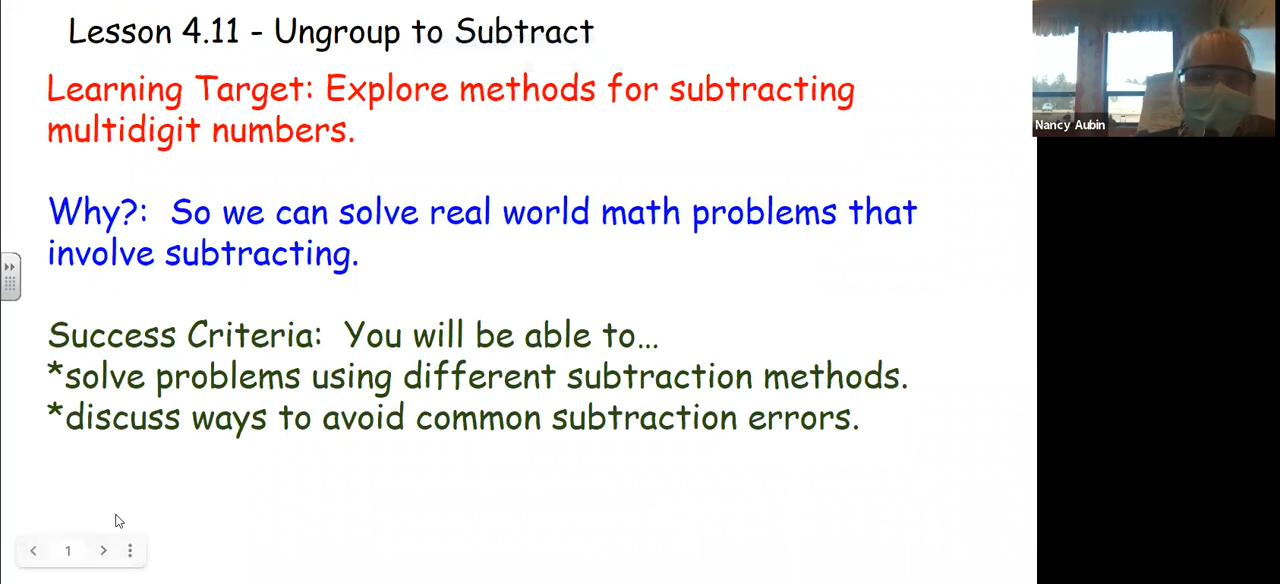 Lesson 4.11 - Ungroup to Subtract
Learning Target: Explore methods for subtracting
multidigit numbers.
Why?: So we can solve real world math problems that
involve subtracting.
Success Criteria: You will be able to...
*solve problems using different subtraction methods.
*discuss ways to avoid common subtraction errors.
1
Nancy Aubin